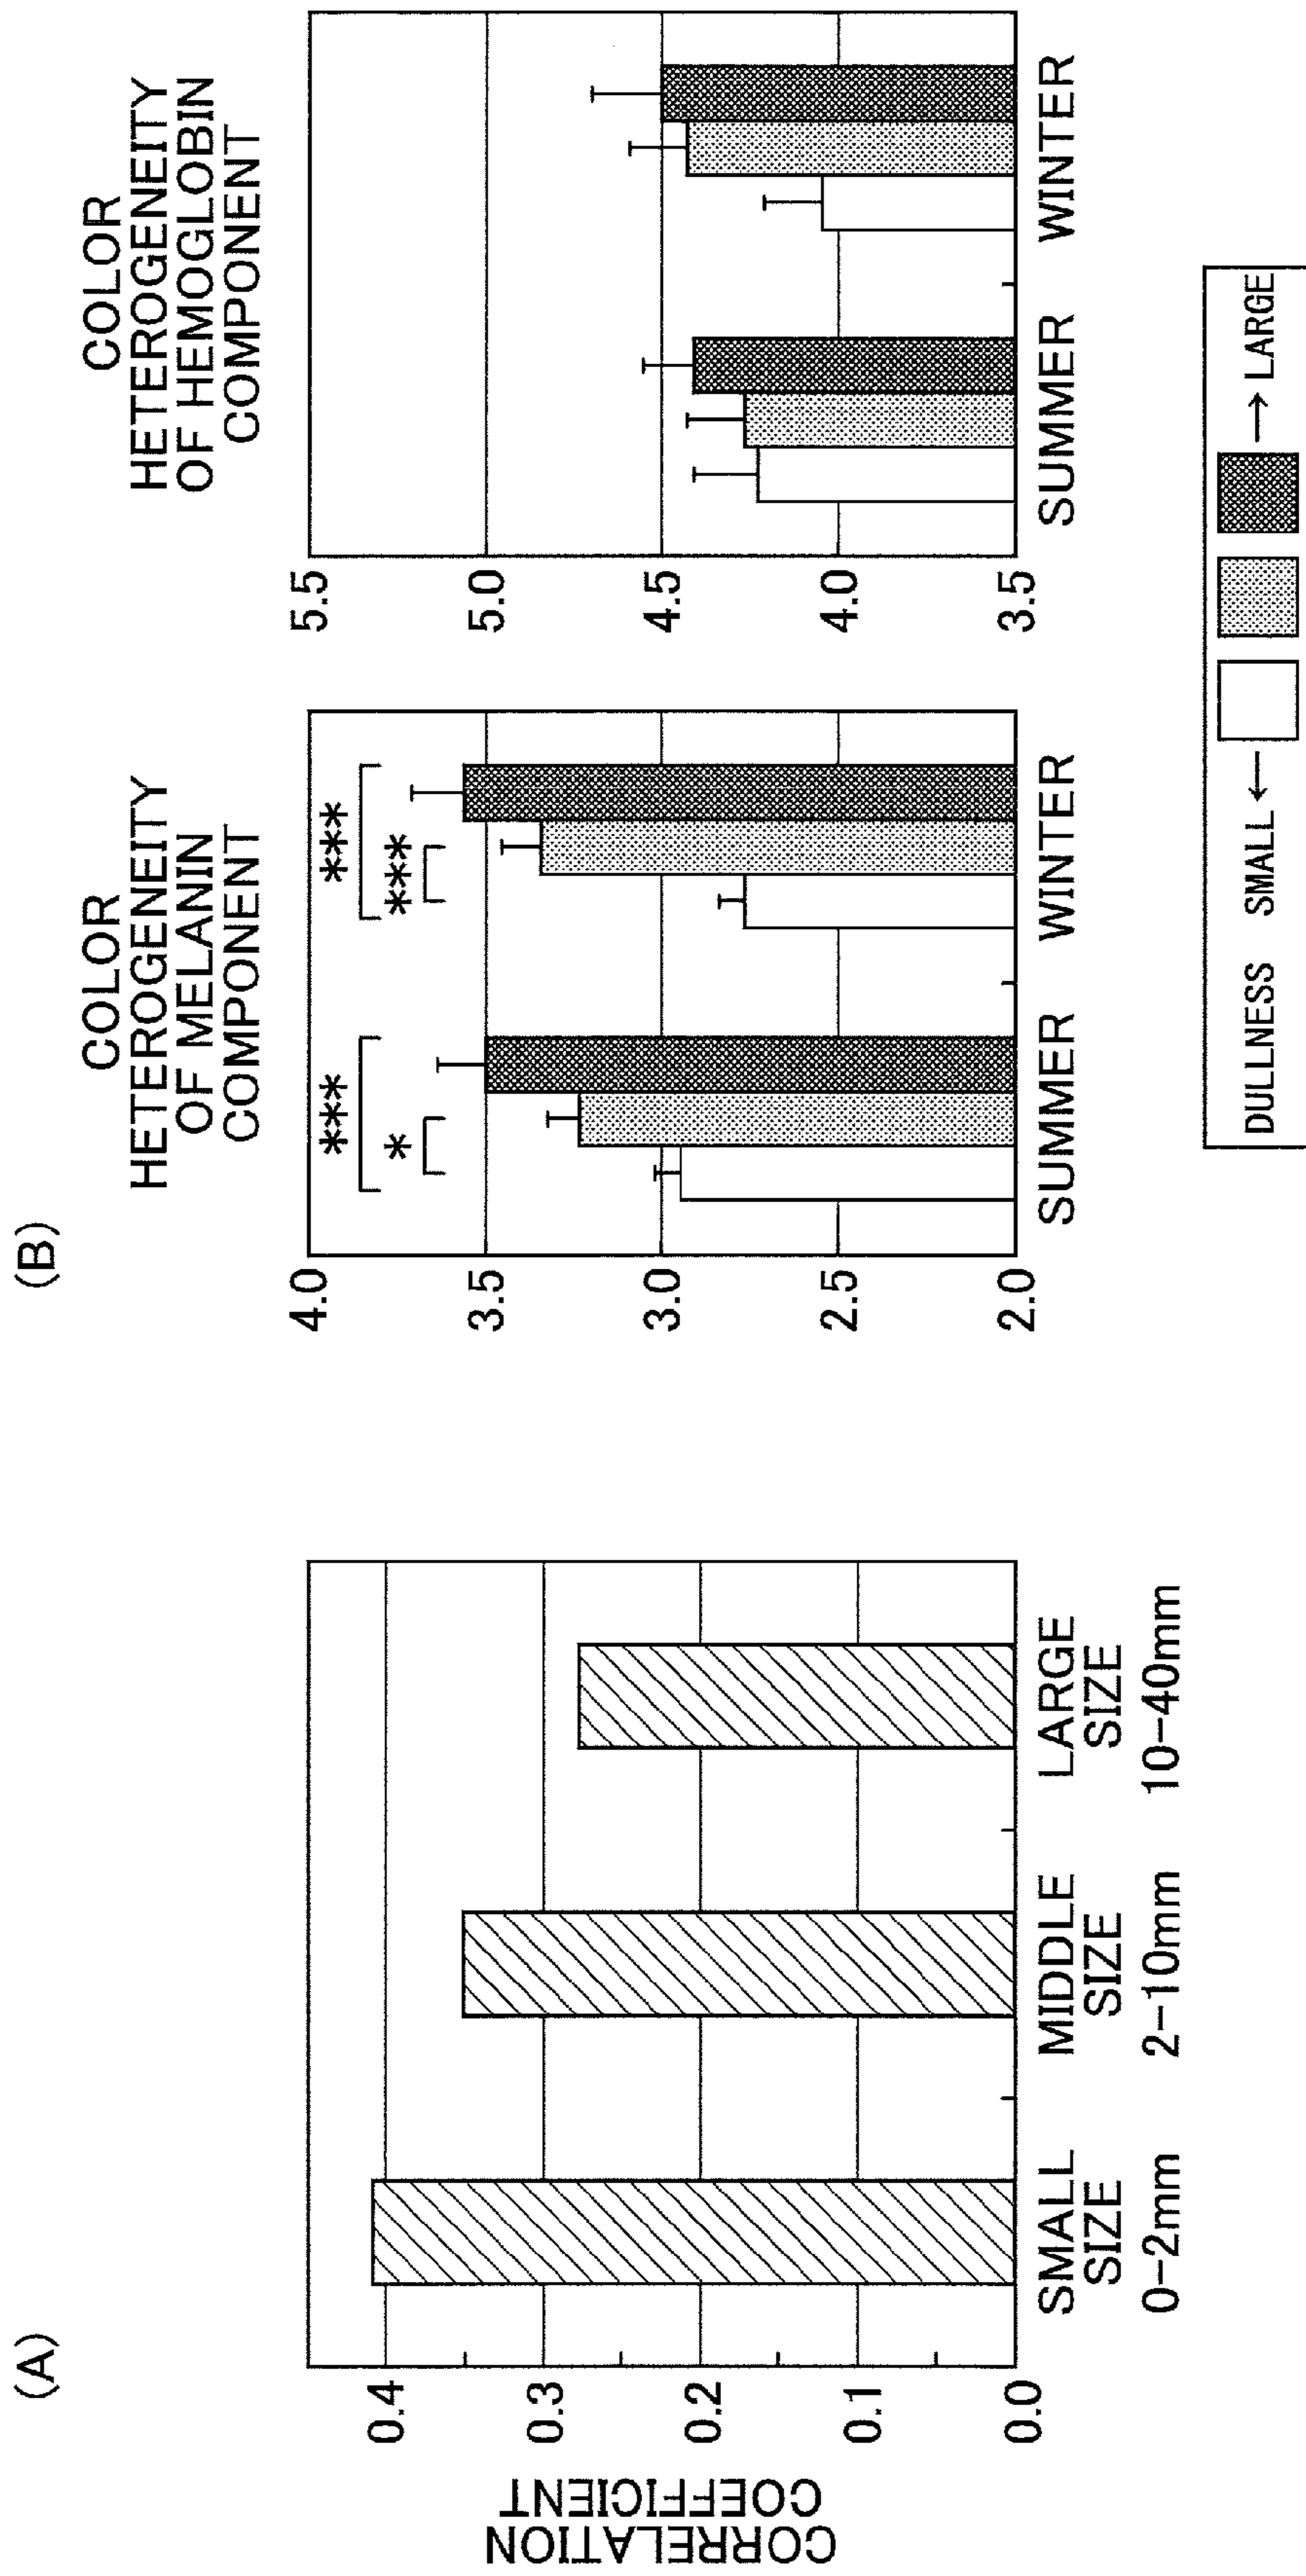 (A)
CORRELATION
COEFFICIENT
0.4
0.3
0.2
0.1
0.0
SMALL
SIZE
0-2mm
MIDDLE
SIZE
2-10mm
LARGE
SIZE
10-40mm
(B)
COLOR
HETEROGENEITY
OF MELANIN
COMPONENT
4.0
3.5
3.0
2.5
2.0
***
*
***
***
SUMMER
WINTER
COLOR
HETEROGENEITY
OF HEMOGLOBIN
COMPONENT
5.5
5.0
4.5
4.0
3.5
SUMMER
WINTER
DULLNESS SMALL ← → LARGE